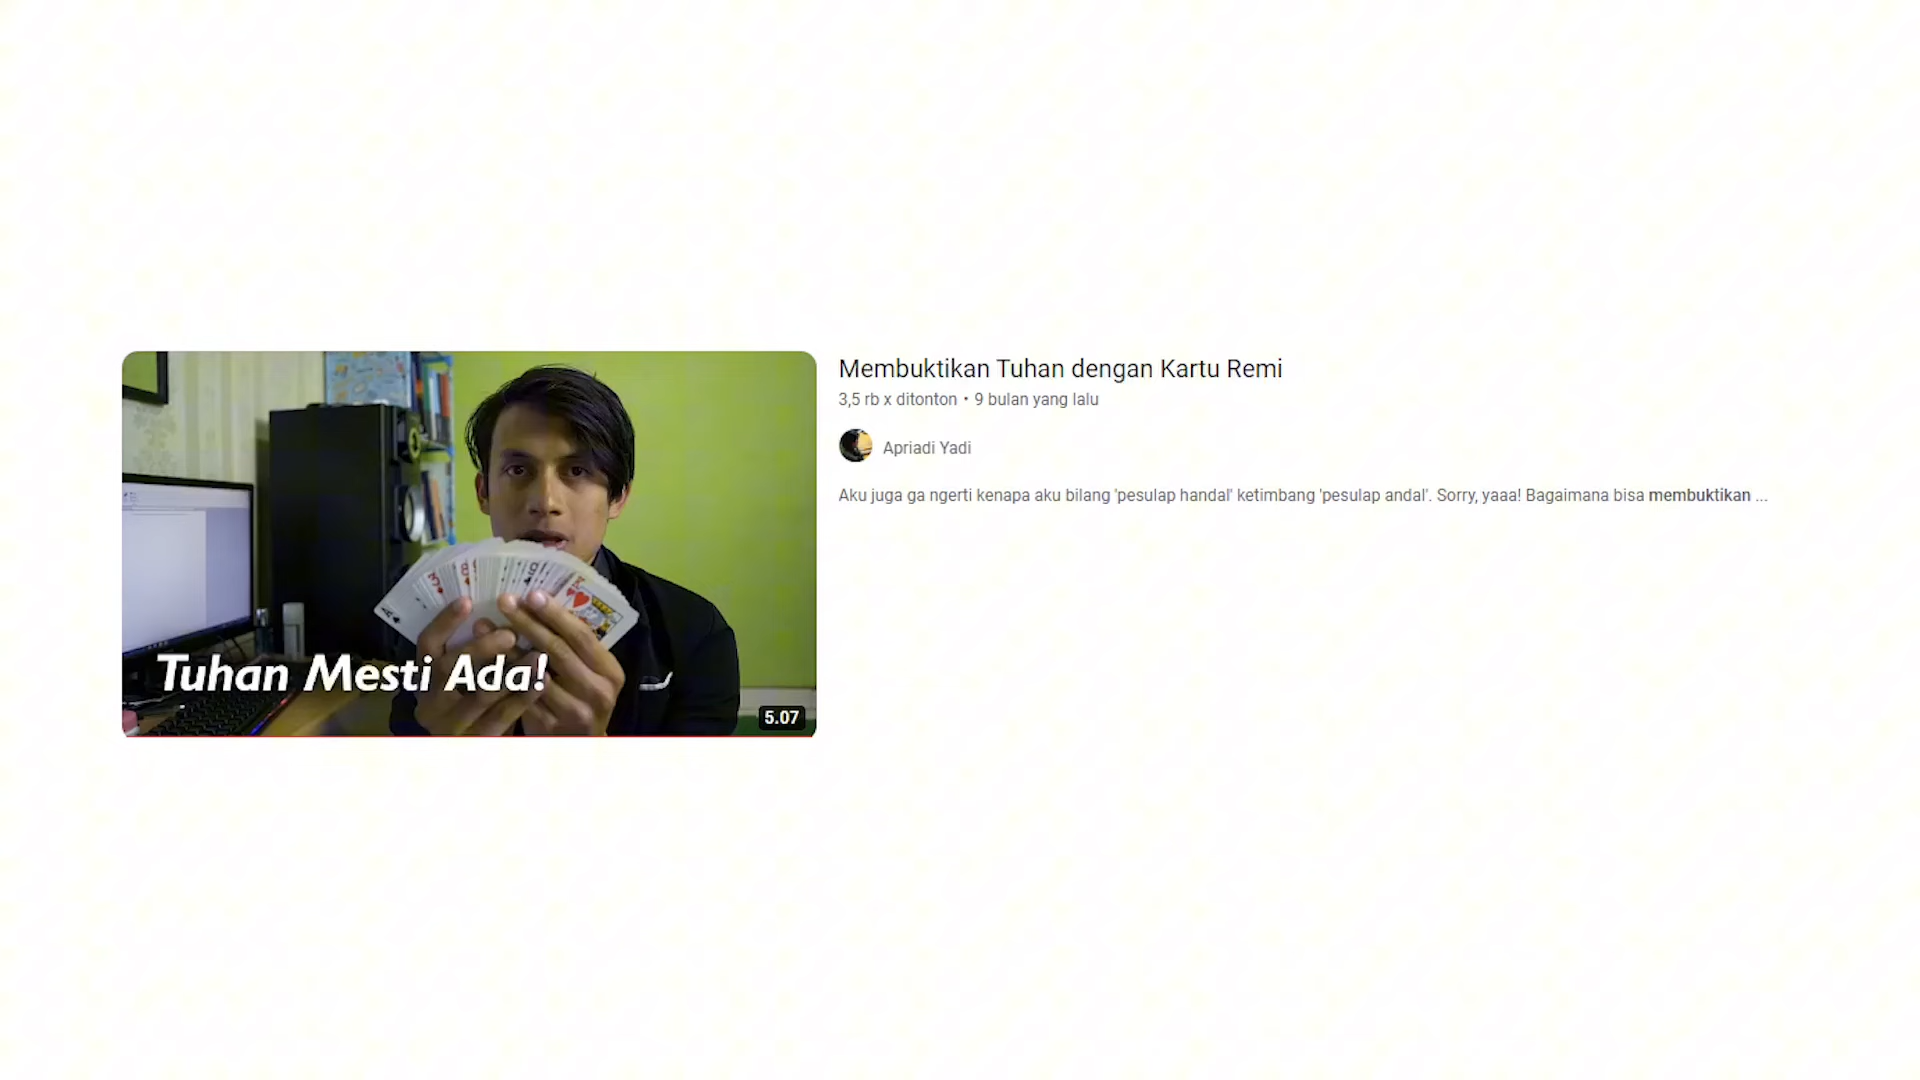 Membuktikan Tuhan dengan Kartu Remi
3,5 rb x ditonton • 9 bulan yang lalu
Apriadi Yadi
Aku juga ga ngerti kenapa aku bilang 'pesulap handal' ketimbang 'pesulap andal'. Sorry, yaaa! Bagaimana bisa membuktikan ...
Tuhan Mesti Ada!
5.07